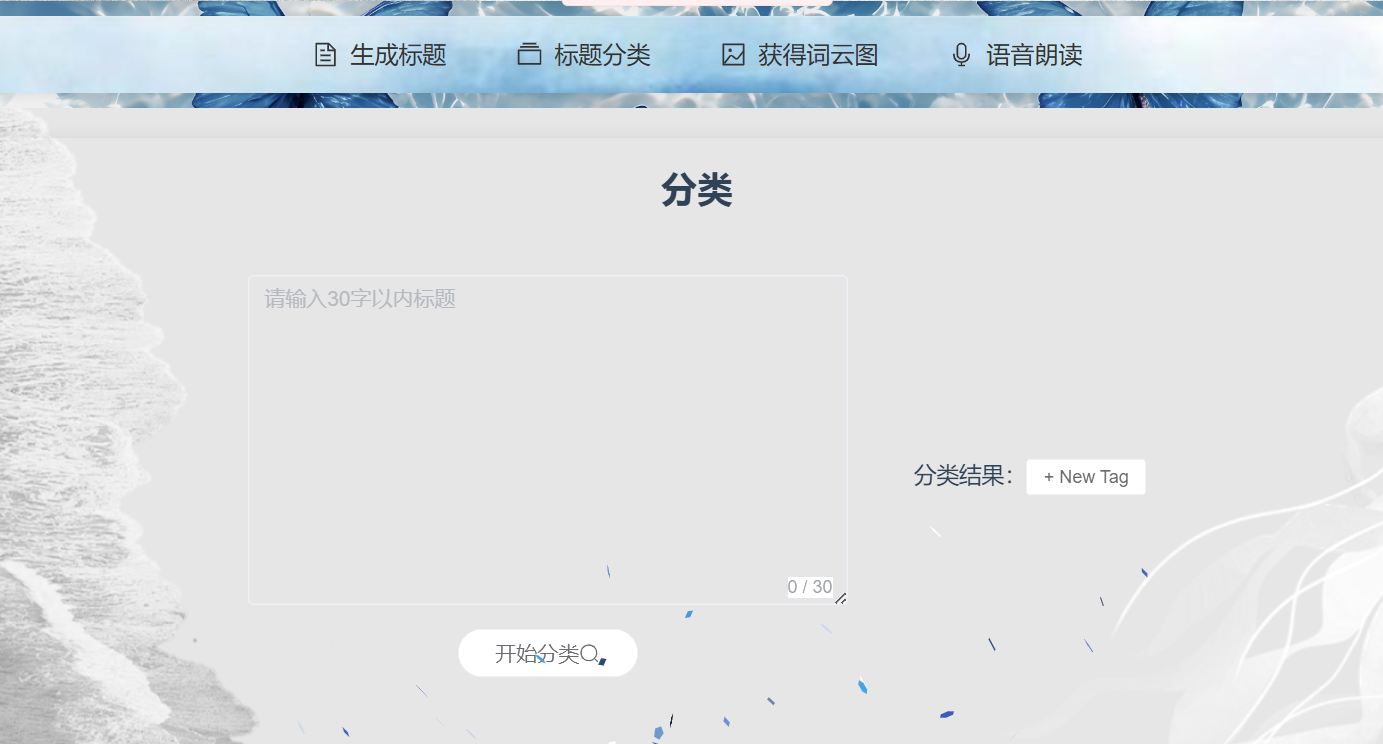 生成标题 标题分类 获得词云图 语音朗读
分类
请输入30字以内标题
分类结果： + New Tag
0 / 30
开始分类